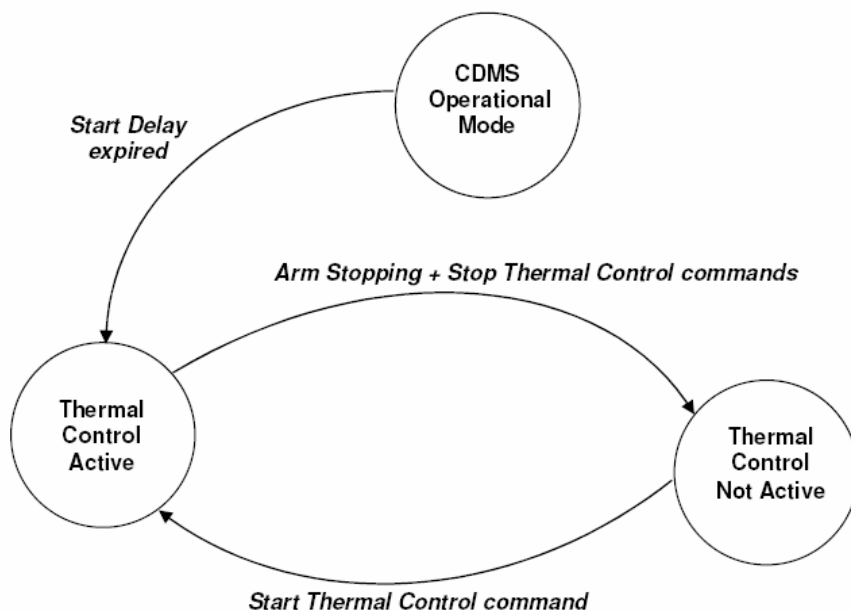 CDMS
Operational
Mode
Start Delay
expired
Arm Stopping + Stop Thermal Control commands
Thermal
Control
Active
Thermal
Control
Not Active
Start Thermal Control command